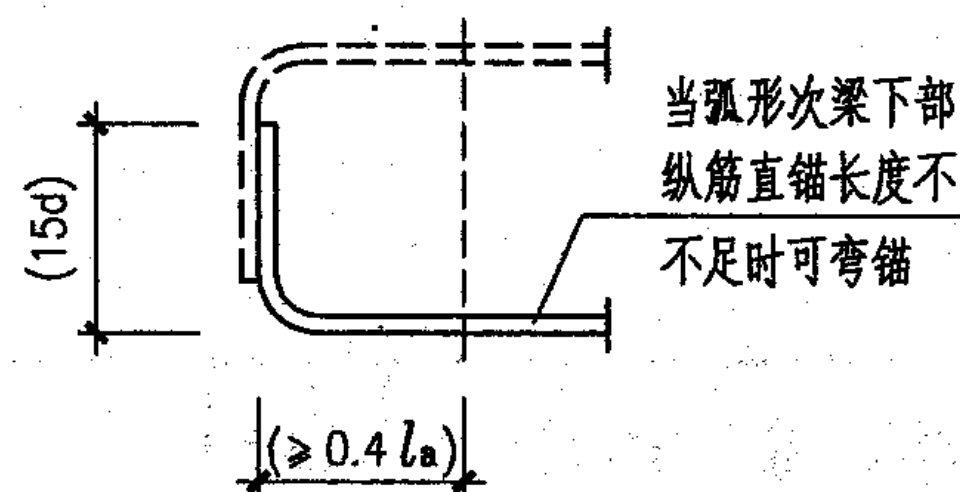 当弧形次梁下部
纵筋直锚长度不
不足时可弯锚
(15d)
(≥0.4 la)